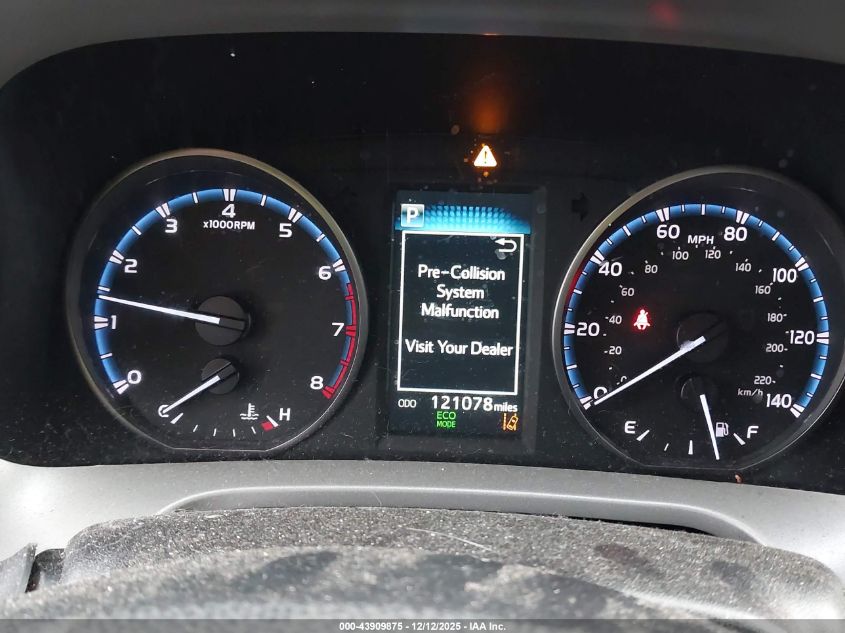 0
1
2
3
4
5
6
7
8
x1000RPM
C
H
P
Pre-Collision
System
Malfunction
Visit Your Dealer
ODO 121078 miles
ECO
MODE
0
20
40
60
80
100
120
140
MPH
20
40
60
80
100
120
140
160
180
200
220
km/h
E
F
000-43909875 - 12/12/2025 - IAA Inc.